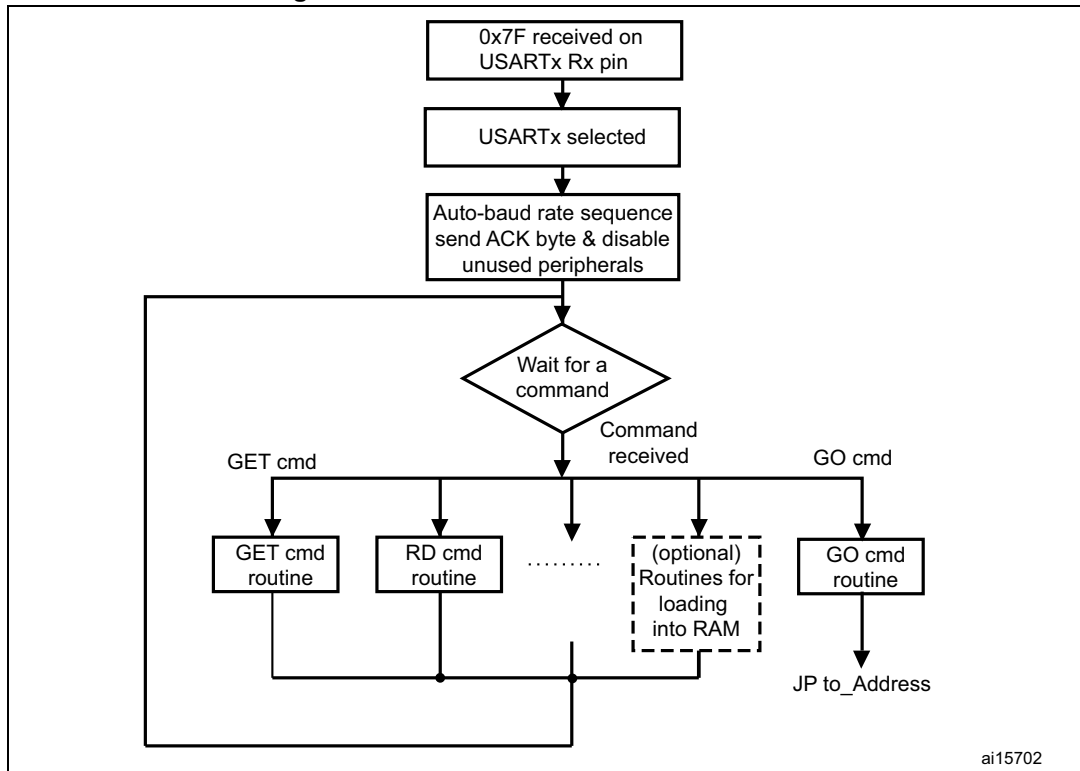 0x7F received on
USARTx Rx pin
USARTx selected
Auto-baud rate sequence
send ACK byte & disable
unused peripherals
Wait for a
command
Command
received
GET cmd
GO cmd
GET cmd
routine
RD cmd
routine
..........
(optional)
Routines for
loading
into RAM
GO cmd
routine
JP to_Address
ai15702